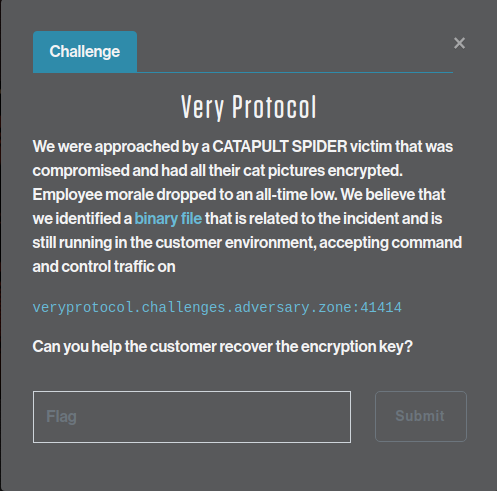 Challenge
×
Very Protocol
We were approached by a CATAPULT SPIDER victim that was
compromised and had all their cat pictures encrypted.
Employee morale dropped to an all-time low. We believe that
we identified a binary file that is related to the incident and is
still running in the customer environment, accepting command
and control traffic on
veryprotocol.challenges.adversary.zone:41414
Can you help the customer recover the encryption key?
Flag
Submit